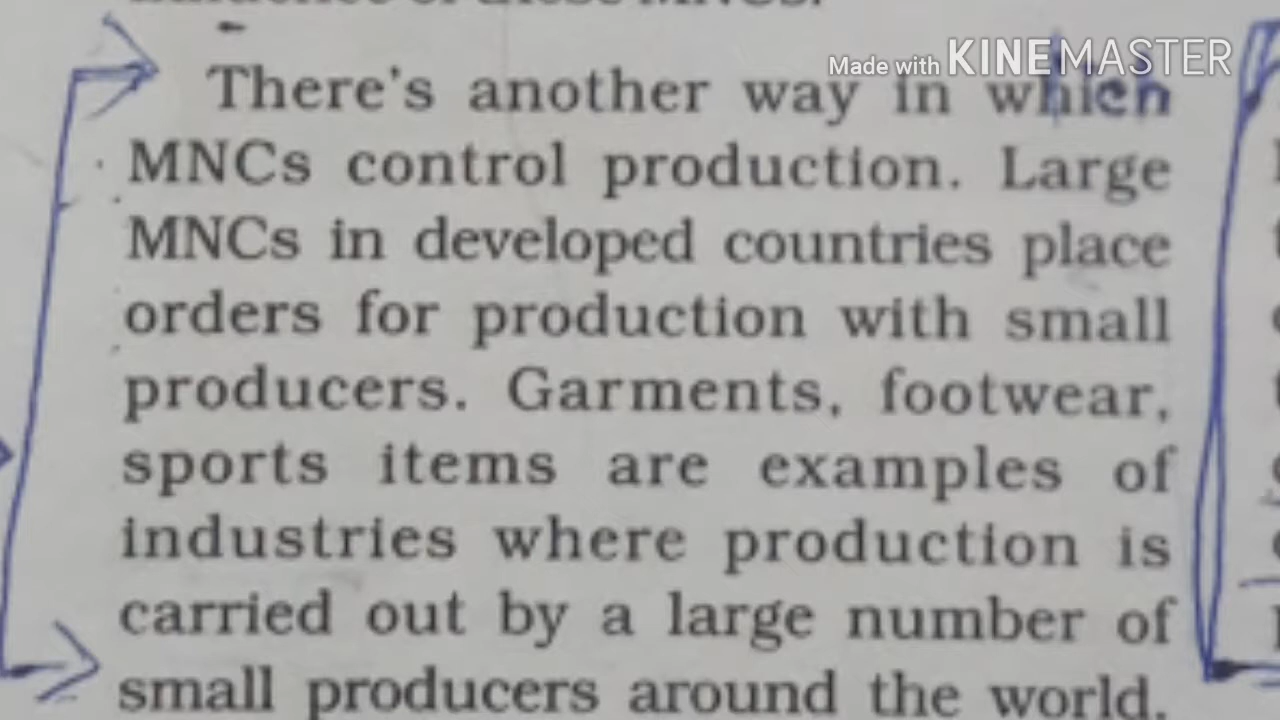 Made with KINEMASTER
There's another way in which
MNCs control production. Large
MNCs in developed countries place
orders for production with small
producers. Garments, footwear,
sports items are examples of
industries where production is
carried out by a large number of
small producers around the world.